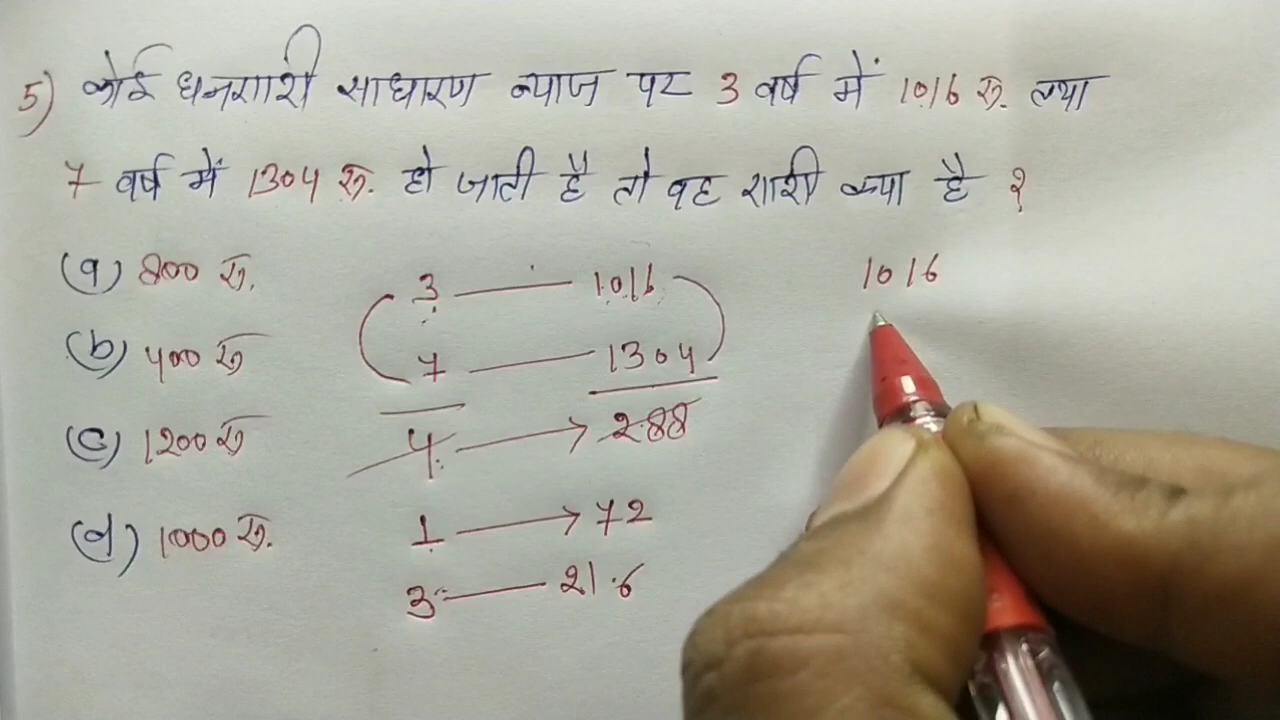 5) कोई धनराशी साधारण ब्याज पर 3 वर्ष में 1016 रु. तथा
7 वर्ष में 1304 रु. हो जाती है तो वह राशी क्या है ?
(a) 800 रु.
(b) 400 रु
(c) 1200 रु
(d) 1000 रु.
3 — 1016
7 — 1304
4 → 288
1 → 72
3 — 216
1016